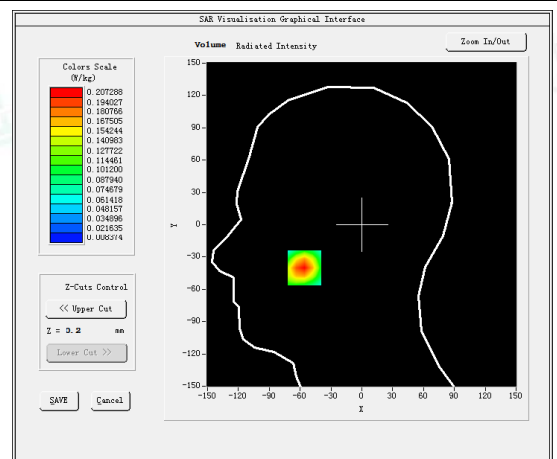 SAR Visualisation Graphical Interface
Volume Radiated Intensity
Zoom In/Out
Colors Scale
(W/kg)
0.207288
0.194027
0.180766
0.167505
0.154244
0.140983
0.127722
0.114461
0.101200
0.087940
0.074679
0.061418
0.048157
0.034896
0.021635
0.008374
Z-Cuts Control
<< Upper Cut
Z = 0.2 mm
Lower Cut >>
SAVE Cancel
150
120
90
60
30
0
-30
-60
-90
-120
-150
Y
-150 -120 -90 -60 -30 0 30 60 90 120 150
X